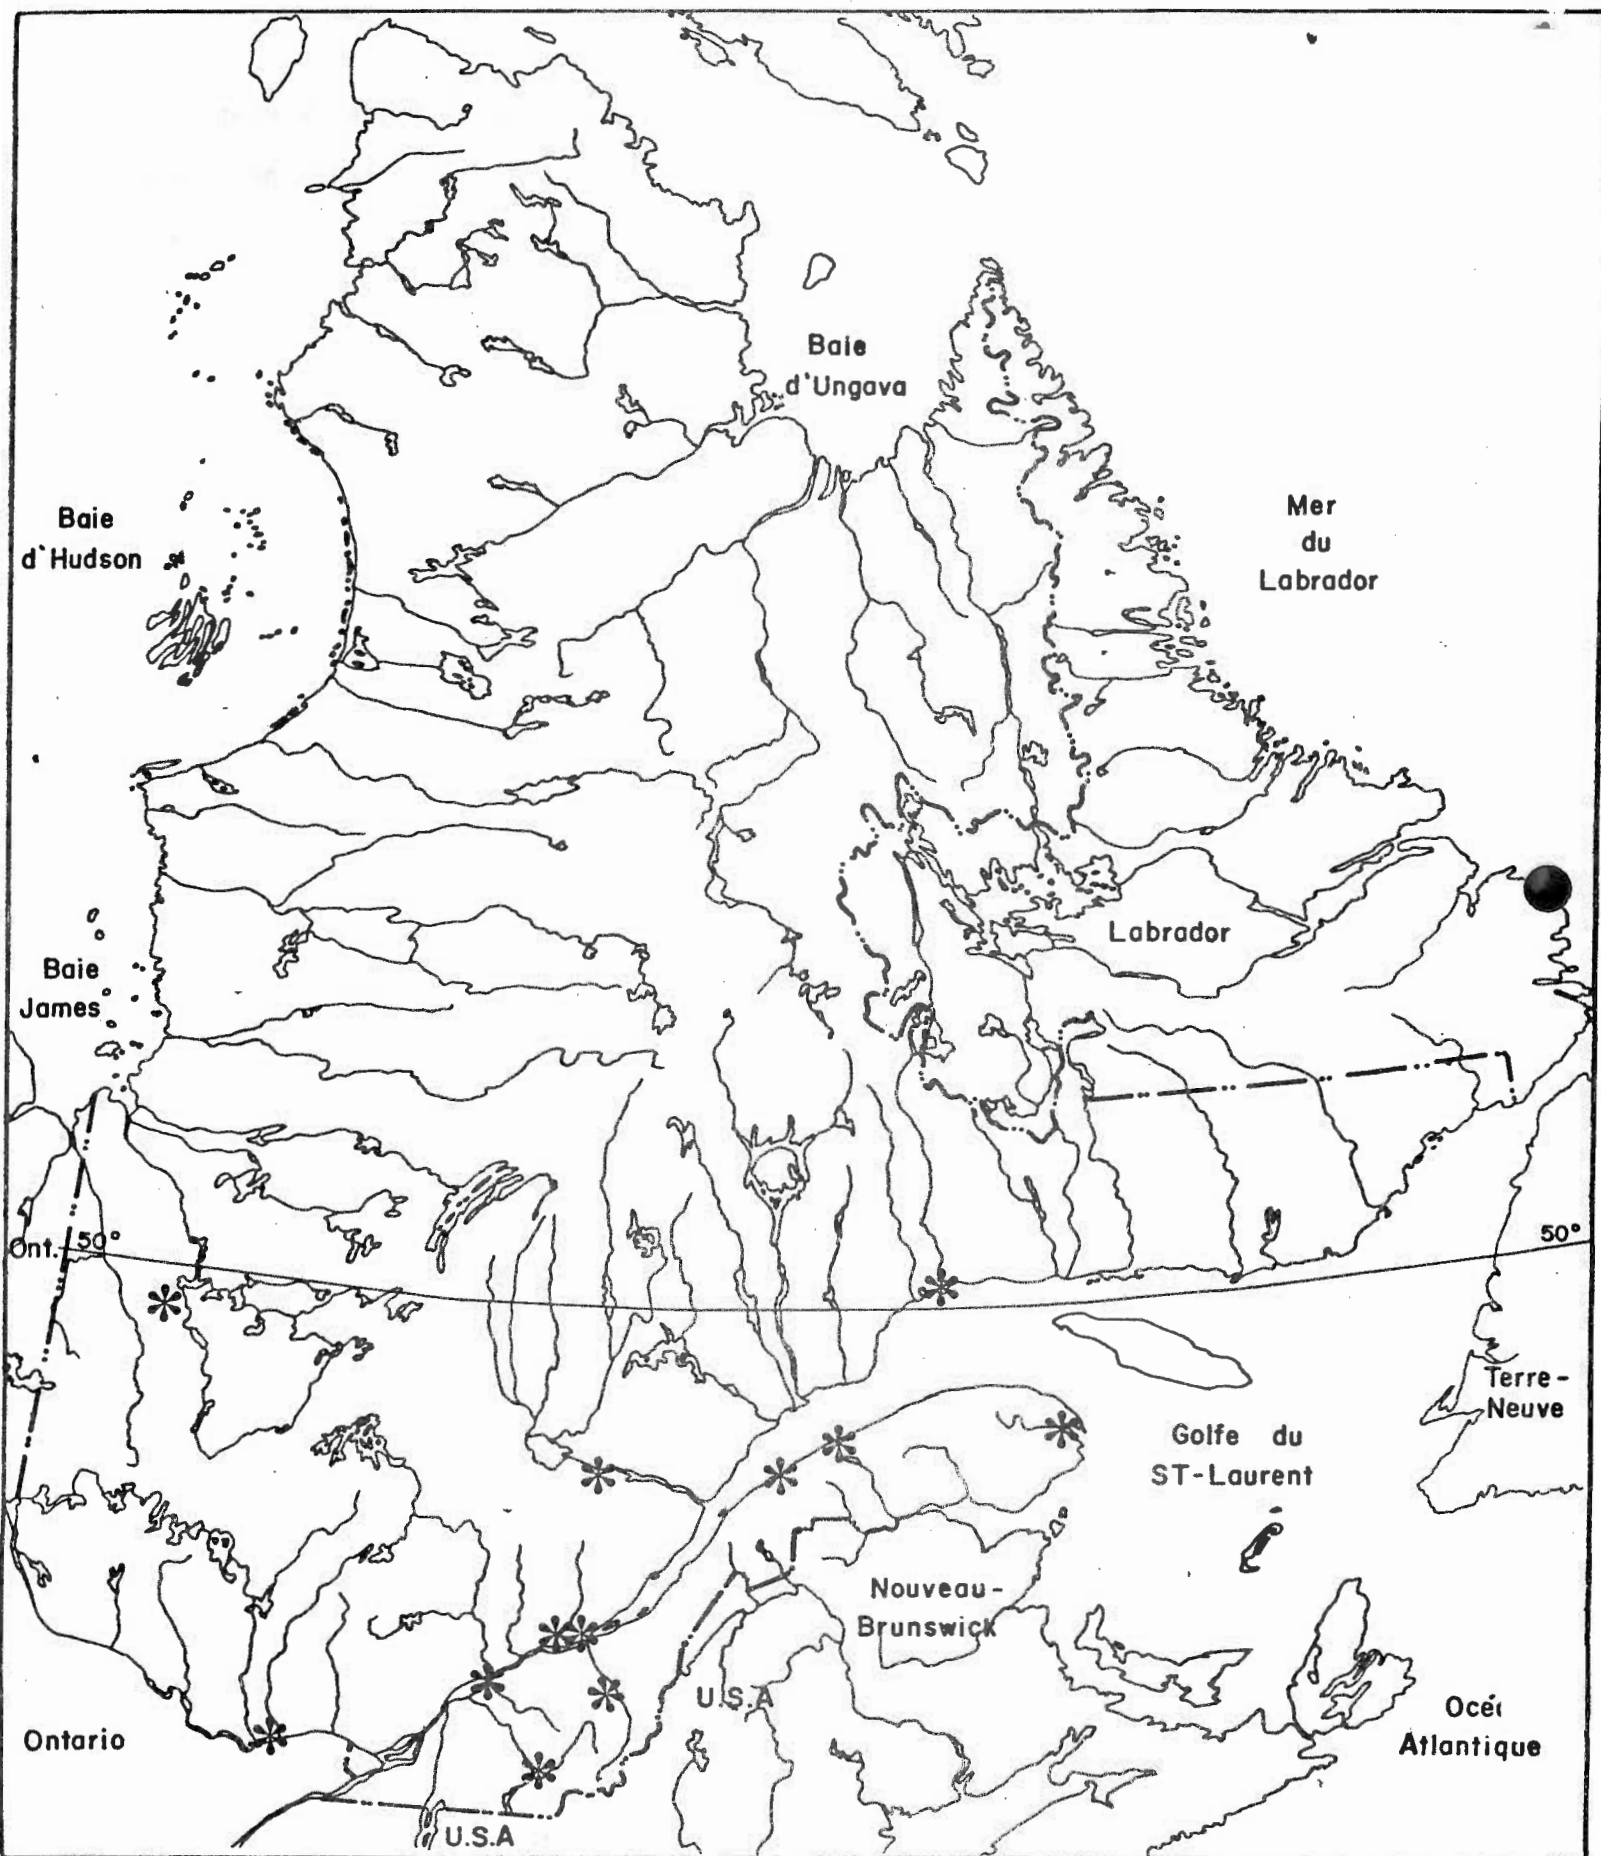 Baie
d'Ungava
Baie
d'Hudson
Mer
du
Labrador
Labrador
Baie
James
Ont.
50°
50°
Terre-
Neuve
Golfe du
ST-Laurent
Nouveau-
Brunswick
U.S.A
Ontario
Atlantique
U.S.A